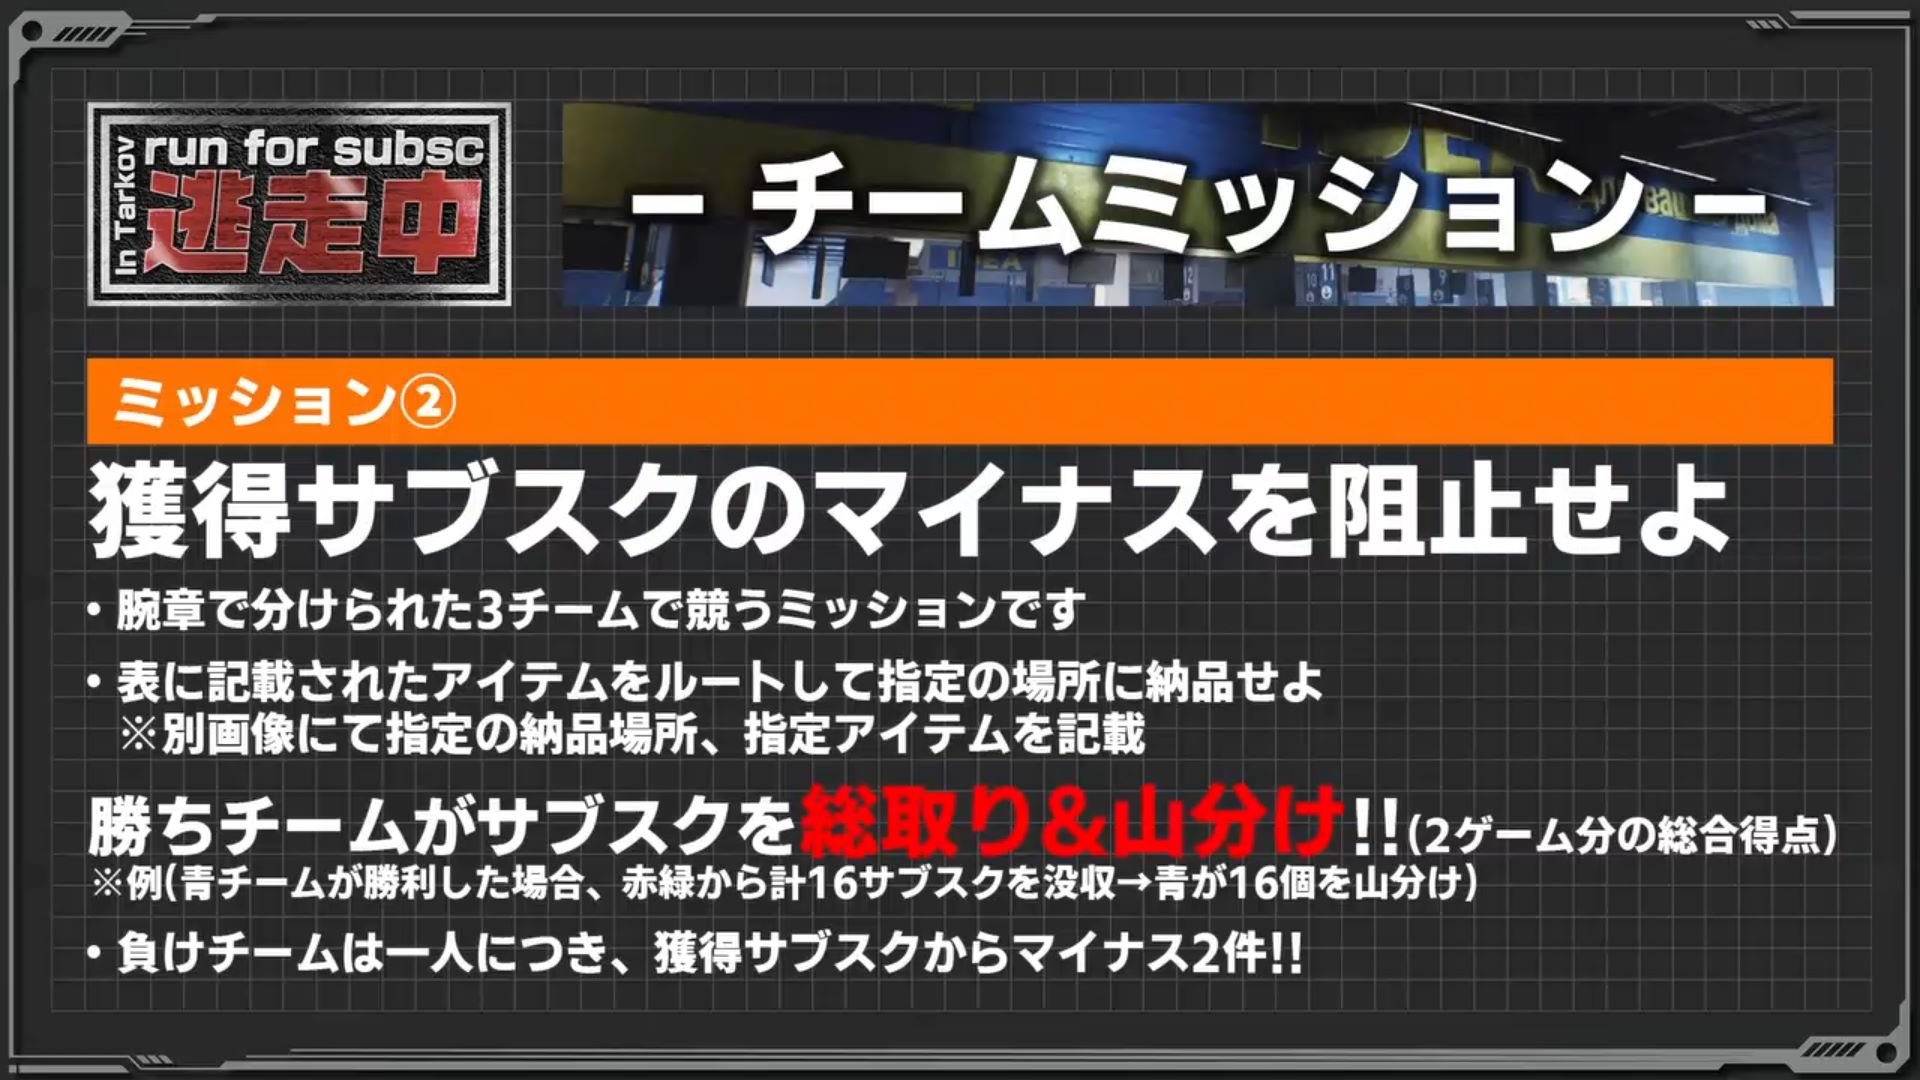 run for subsc
In Tarkov
逃走中
- チームミッション -
IDEA
10
11
12
9
ミッション②
獲得サブスクのマイナスを阻止せよ
・腕章で分けられた3チームで競うミッションです
・表に記載されたアイテムをルートして指定の場所に納品せよ
※別画像にて指定の納品場所、指定アイテムを記載
勝ちチームがサブスクを総取り&山分け!!(2ゲーム分の総合得点)
※例(青チームが勝利した場合、赤緑から計16サブスクを没収→青が16個を山分け)
・負けチームは一人につき、獲得サブスクからマイナス2件!!